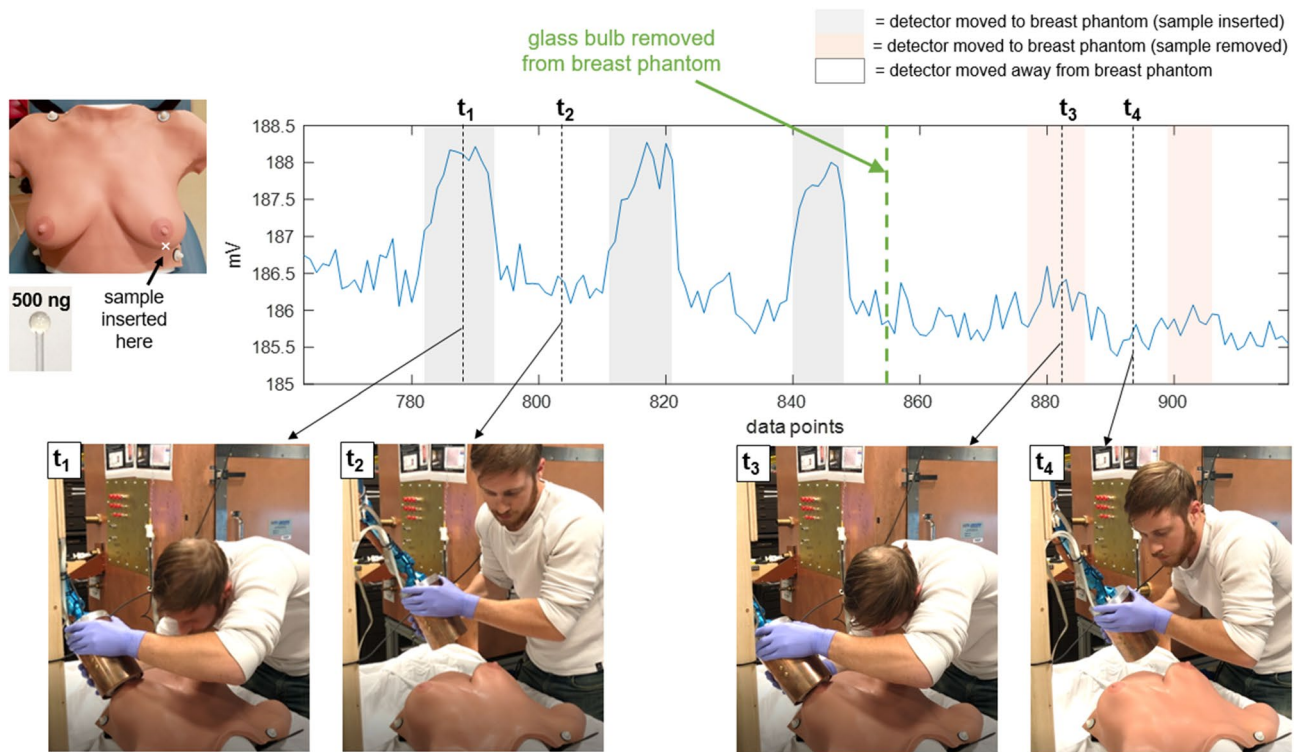 = detector moved to breast phantom (sample inserted)
= detector moved to breast phantom (sample removed)
= detector moved away from breast phantom
glass bulb removed
from breast phantom
t1
t2
t3
t4
188.5
188
187.5
187
186.5
186
185.5
185
mV
780
800
820
840
860
880
900
data points
500 ng
sample
inserted
here
t1
t2
t3
t4